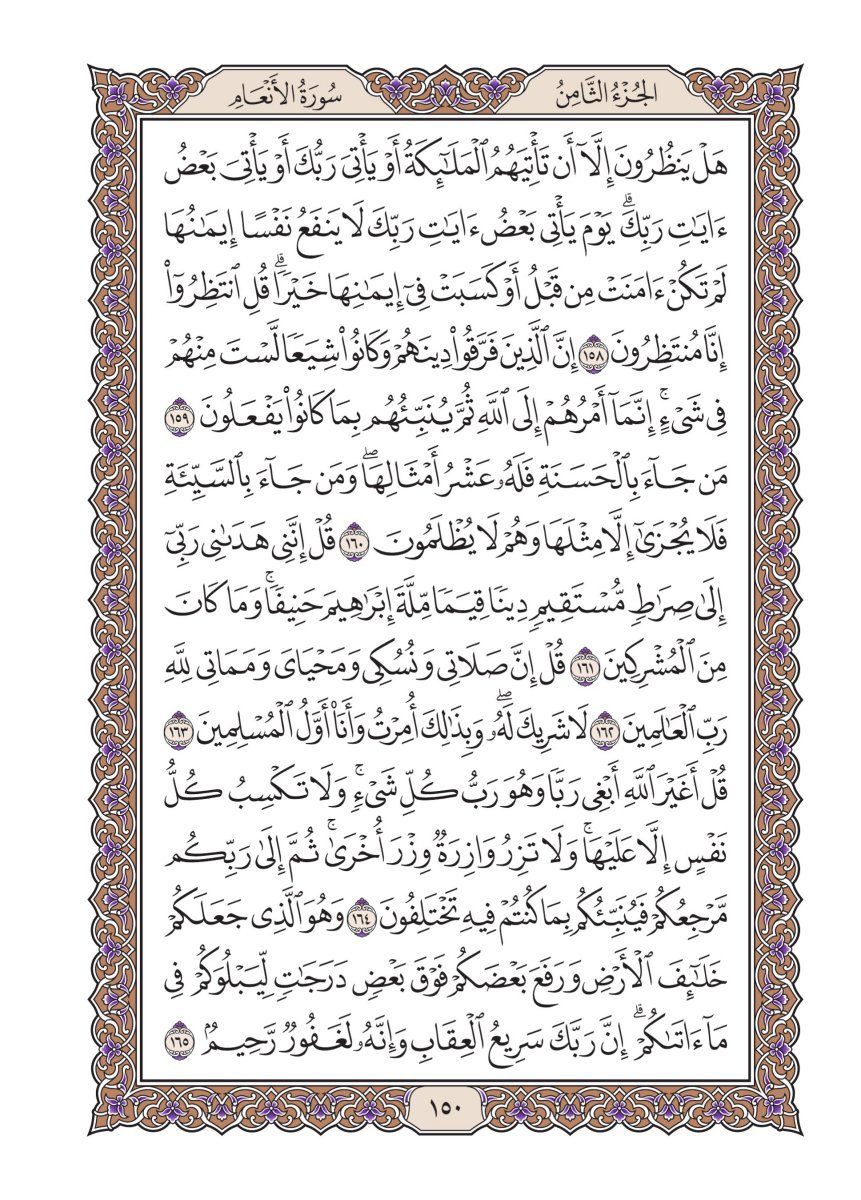 الجُزْءُ الثَّامِنُ
سُورَةُ الأَنْعَامِ
هَلْ يَنظُرُونَ إِلَّآ أَن تَأْتِيَهُمُ ٱلْمَلَـٰٓئِكَةُ أَوْ يَأْتِىَ رَبُّكَ أَوْ يَأْتِىَ بَعْضُ
ءَايَـٰتِ رَبِّكَ ۗ يَوْمَ يَأْتِى بَعْضُ ءَايَـٰتِ رَبِّكَ لَا يَنفَعُ نَفْسًا إِيمَـٰنُهَا
لَمْ تَكُنْ ءَامَنَتْ مِن قَبْلُ أَوْ كَسَبَتْ فِىٓ إِيمَـٰنِهَا خَيْرًا ۗ قُلِ ٱنتَظِرُوٓا۟
إِنَّا مُنتَظِرُونَ ١٥٨ إِنَّ ٱلَّذِينَ فَرَّقُوا۟ دِينَهُمْ وَكَانُوا۟ شِيَعًا لَّسْتَ مِنْهُمْ
فِى شَىْءٍ ۚ إِنَّمَآ أَمْرُهُمْ إِلَى ٱللَّهِ ثُمَّ يُنَبِّئُهُم بِمَا كَانُوا۟ يَفْعَلُونَ ١٥٩
مَن جَآءَ بِٱلْحَسَنَةِ فَلَهُۥ عَشْرُ أَمْثَالِهَا ۖ وَمَن جَآءَ بِٱلسَّيِّئَةِ
فَلَا يُجْزَىٰٓ إِلَّا مِثْلَهَا وَهُمْ لَا يُظْلَمُونَ ١٦٠ قُلْ إِنَّنِى هَدَىٰنِى رَبِّىٓ
إِلَىٰ صِرَٰطٍ مُّسْتَقِيمٍ دِينًا قِيَمًا مِّلَّةَ إِبْرَٰهِيمَ حَنِيفًا ۚ وَمَا كَانَ
مِنَ ٱلْمُشْرِكِينَ ١٦١ قُلْ إِنَّ صَلَاتِى وَنُسُكِى وَمَحْيَاىَ وَمَمَاتِى لِلَّهِ
رَبِّ ٱلْعَـٰلَمِينَ ١٦٢ لَا شَرِيكَ لَهُۥ ۖ وَبِذَٰلِكَ أُمِرْتُ وَأَنَا۠ أَوَّلُ ٱلْمُسْلِمِينَ ١٦٣
قُلْ أَغَيْرَ ٱللَّهِ أَبْغِى رَبًّا وَهُوَ رَبُّ كُلِّ شَىْءٍ ۚ وَلَا تَكْسِبُ كُلُّ
نَفْسٍ إِلَّا عَلَيْهَا ۚ وَلَا تَزِرُ وَازِرَةٌ وِزْرَ أُخْرَىٰ ۚ ثُمَّ إِلَىٰ رَبِّكُم
مَّرْجِعُكُمْ فَيُنَبِّئُكُم بِمَا كُنتُمْ فِيهِ تَخْتَلِفُونَ ١٦٤ وَهُوَ ٱلَّذِى جَعَلَكُمْ
خَلَـٰٓئِفَ ٱلْأَرْضِ وَرَفَعَ بَعْضَكُمْ فَوْقَ بَعْضٍ دَرَجَـٰتٍ لِّيَبْلُوَكُمْ فِى
مَآ ءَاتَىٰكُمْ ۗ إِنَّ رَبَّكَ سَرِيعُ ٱلْعِقَابِ وَإِنَّهُۥ لَغَفُورٌ رَّحِيمٌۢ ١٦٥
١٥٠